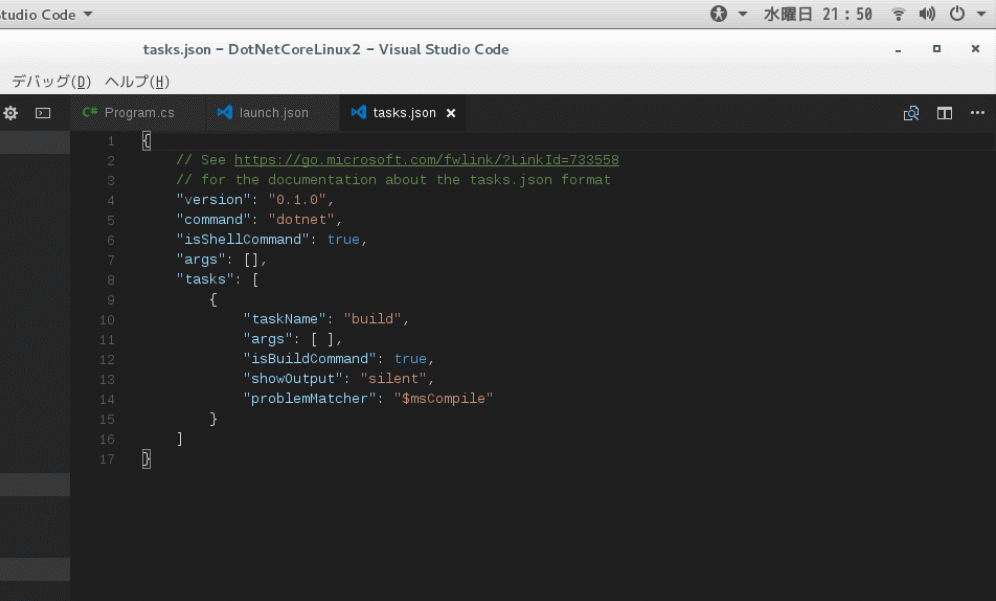 tudio Code 水曜日 21:50
tasks.json - DotNetCoreLinux2 - Visual Studio Code
デバッグ(D) ヘルプ(H)
C# Program.cs launch.json tasks.json
1 {
2 // See https://go.microsoft.com/fwlink/?LinkId=733558
3 // for the documentation about the tasks.json format
4 "version": "0.1.0",
5 "command": "dotnet",
6 "isShellCommand": true,
7 "args": [],
8 "tasks": [
9 {
10 "taskName": "build",
11 "args": [ ],
12 "isBuildCommand": true,
13 "showOutput": "silent",
14 "problemMatcher": "$msCompile"
15 }
16 ]
17 }